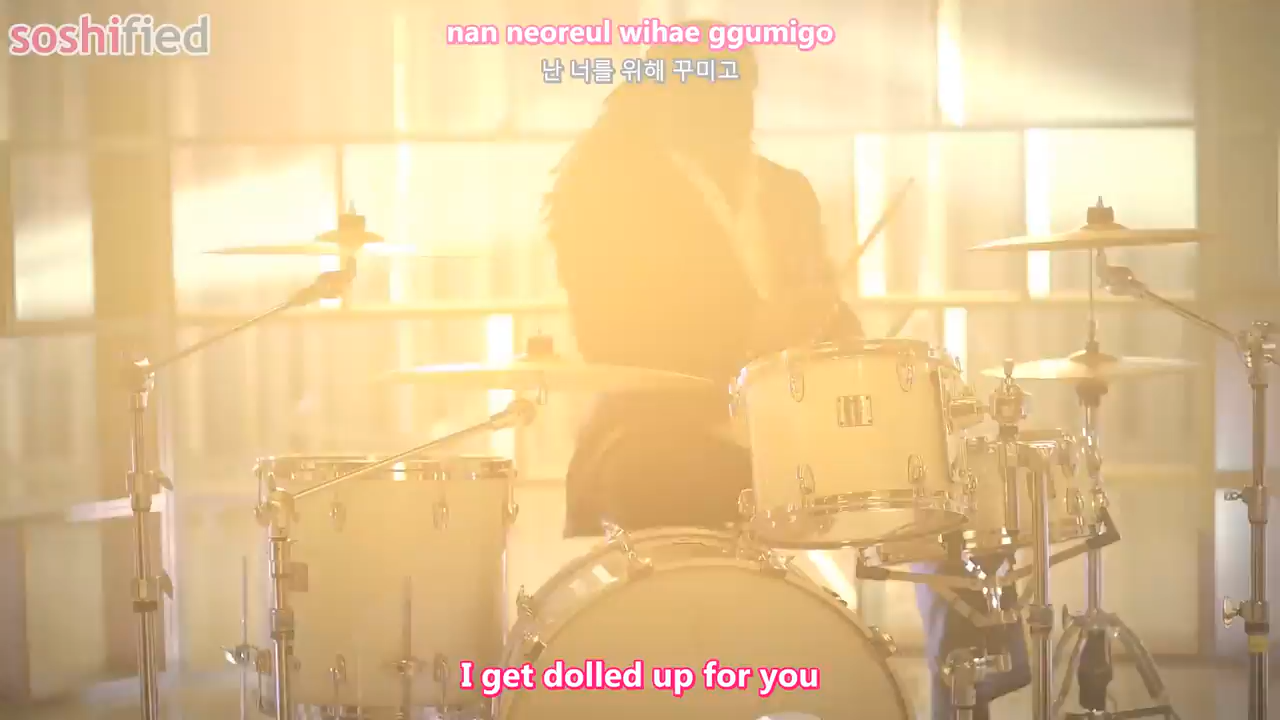 soshified
nan neoreul wihae ggumigo
난 너를 위해 꾸미고
I get dolled up for you